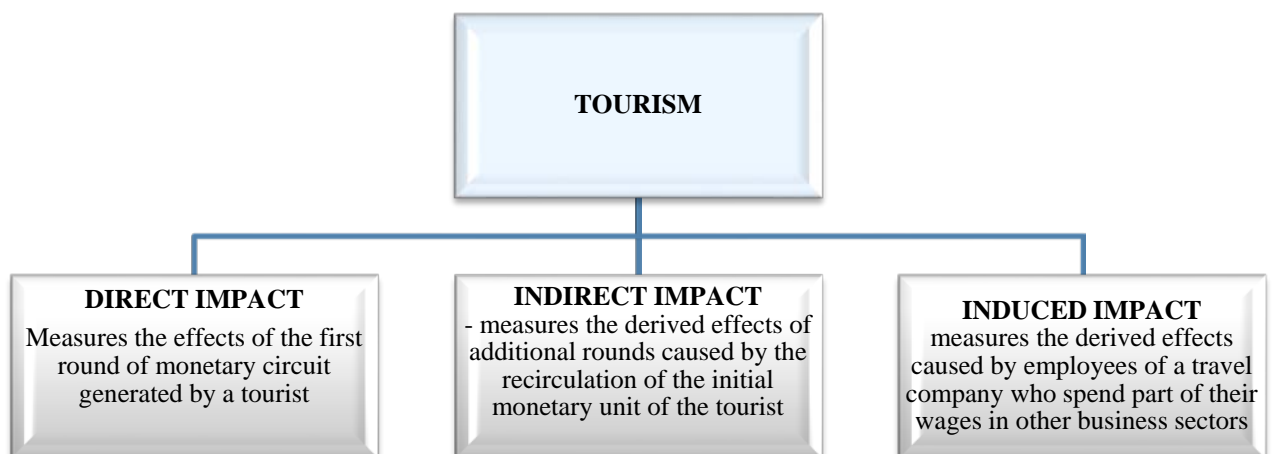 TOURISM
DIRECT IMPACT
Measures the effects of the first
round of monetary circuit
generated by a tourist
INDIRECT IMPACT
- measures the derived effects of
additional rounds caused by the
recirculation of the initial
monetary unit of the tourist
INDUCED IMPACT
measures the derived effects
caused by employees of a travel
company who spend part of their
wages in other business sectors